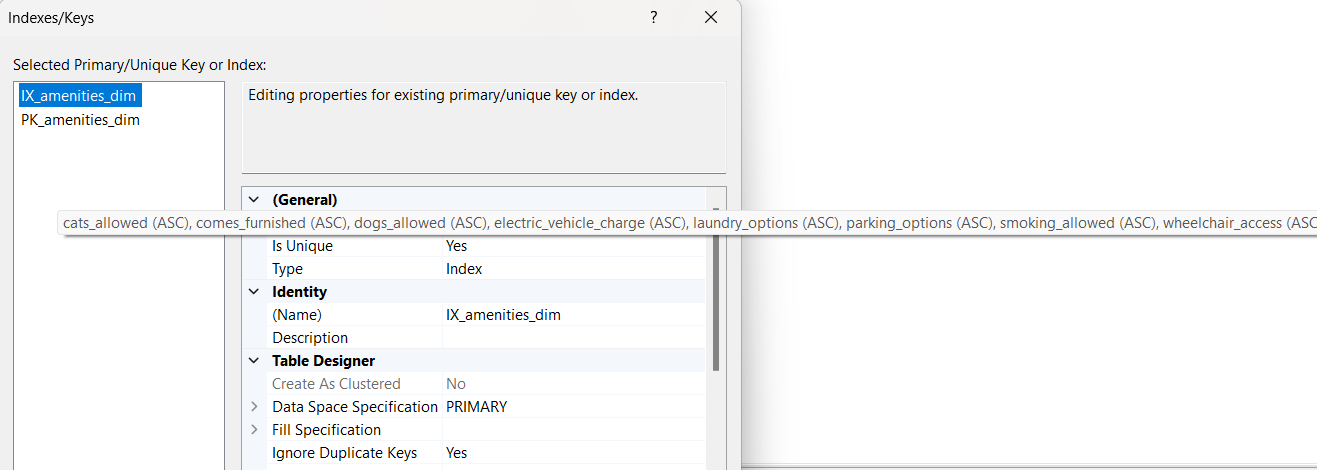 Indexes/Keys ?
Selected Primary/Unique Key or Index:
IX_amenities_dim
PK_amenities_dim
Editing properties for existing primary/unique key or index.
(General)
cats_allowed (ASC), comes_furnished (ASC), dogs_allowed (ASC), electric_vehicle_charge (ASC), laundry_options (ASC), parking_options (ASC), smoking_allowed (ASC), wheelchair_access (ASC
Is Unique Yes
Type Index
Identity
(Name) IX_amenities_dim
Description
Table Designer
Create As Clustered No
Data Space Specification PRIMARY
Fill Specification
Ignore Duplicate Keys Yes